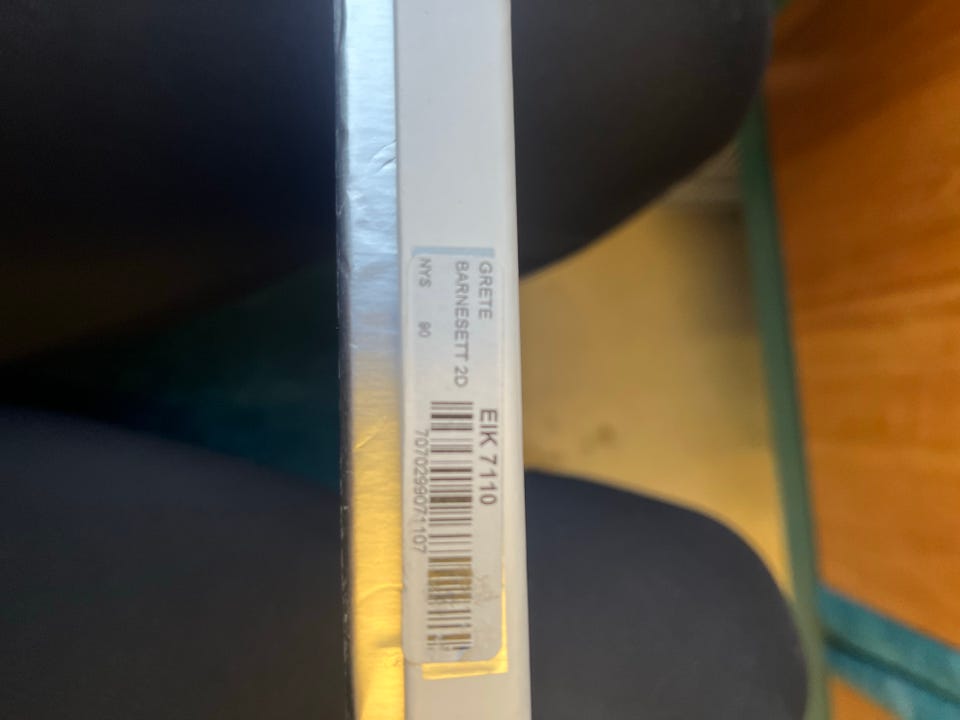 GRETE
BARNESETT 2D
NYS 90
EIK 7110
7070299071107